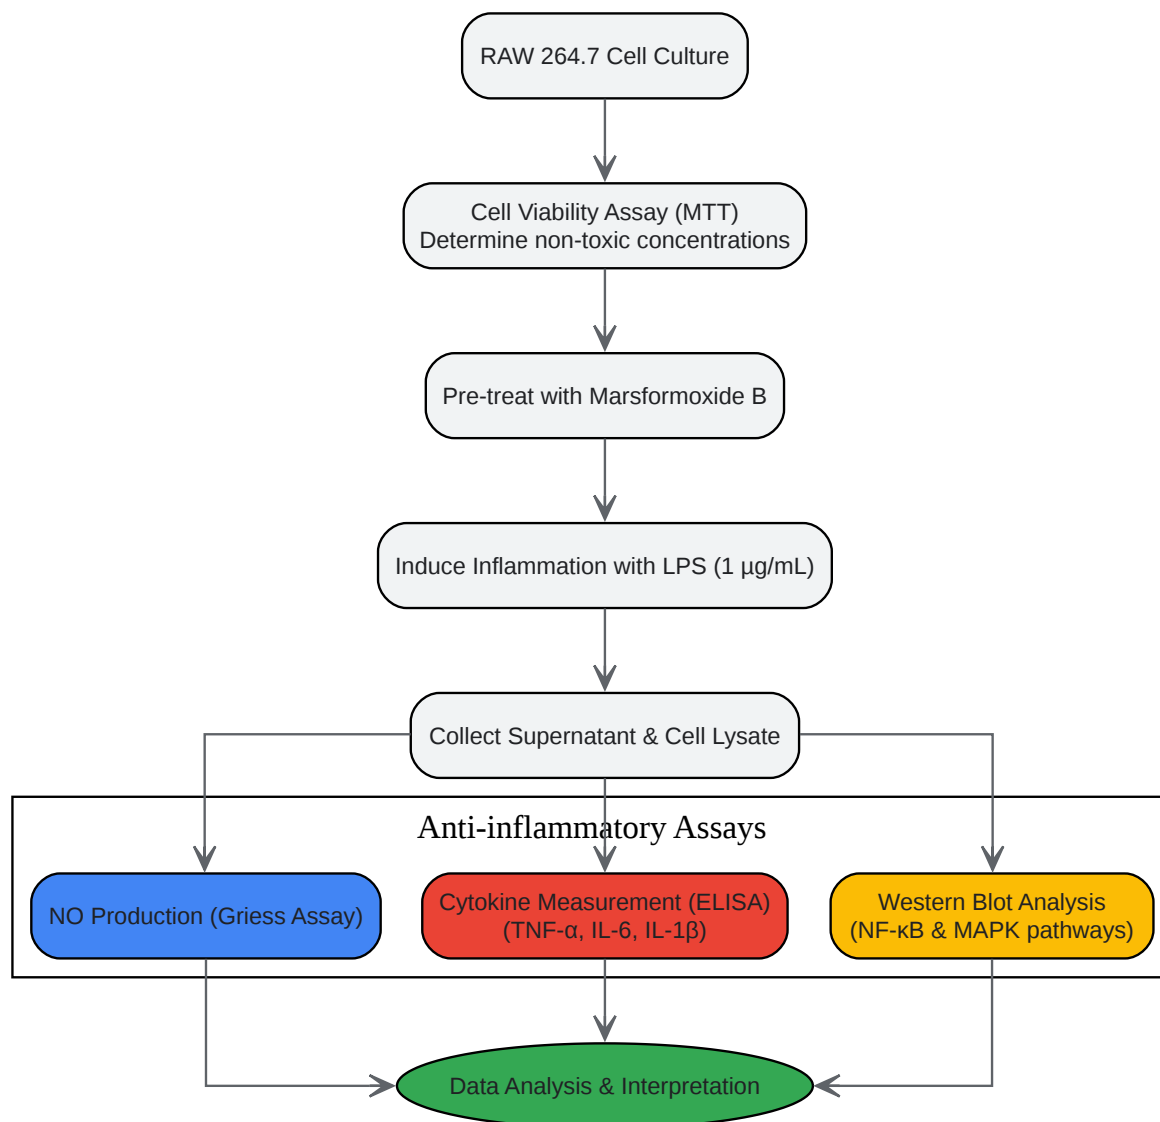 RAW 264.7 Cell Culture
Cell Viability Assay (MTT)
Determine non-toxic concentrations
Pre-treat with Marsformoxide B
Induce Inflammation with LPS (1 µg/mL)
Collect Supernatant & Cell Lysate
Anti-inflammatory Assays
NO Production (Griess Assay)
Cytokine Measurement (ELISA)
(TNF-α, IL-6, IL-1β)
Western Blot Analysis
(NF-κB & MAPK pathways)
Data Analysis & Interpretation